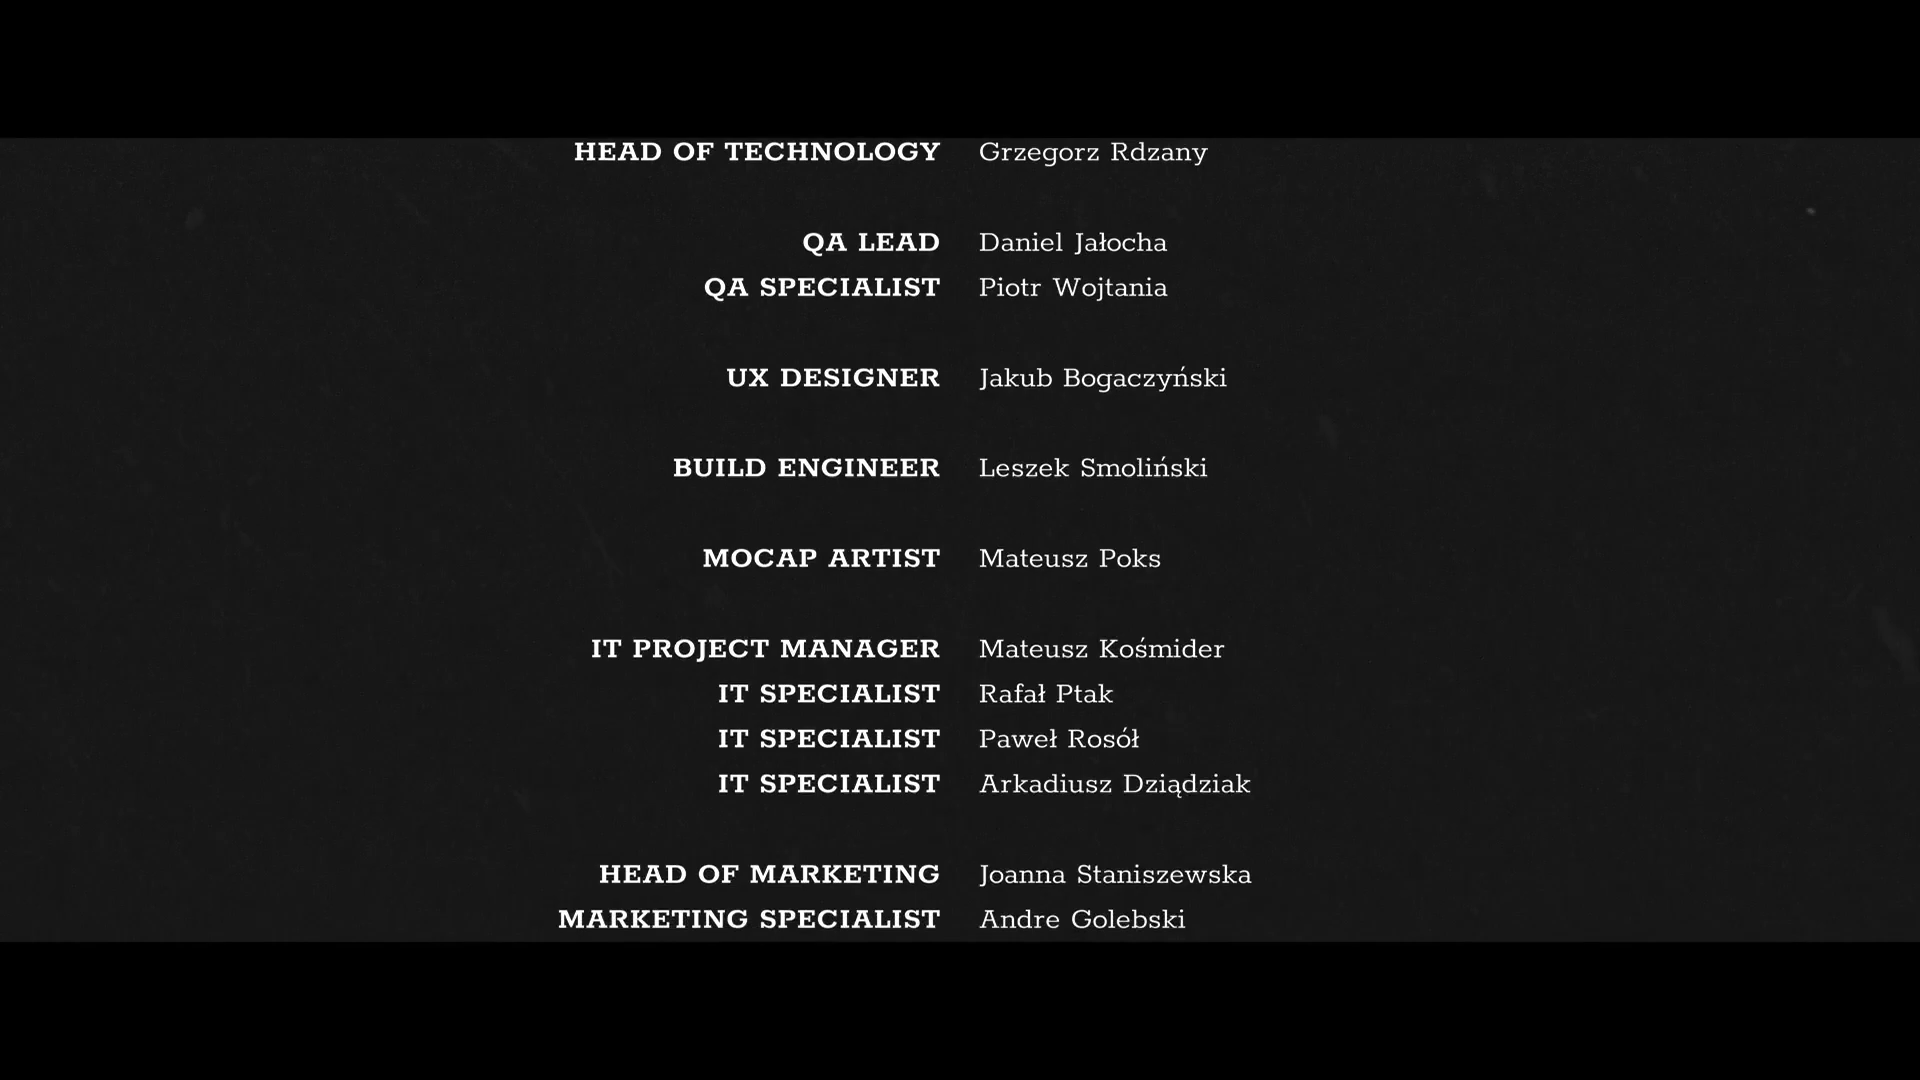 HEAD OF TECHNOLOGY Grzegorz Rdzany
QA LEAD Daniel Jałocha
QA SPECIALIST Piotr Wojtania
UX DESIGNER Jakub Bogaczyński
BUILD ENGINEER Leszek Smoliński
MOCAP ARTIST Mateusz Poks
IT PROJECT MANAGER Mateusz Kośmider
IT SPECIALIST Rafał Ptak
IT SPECIALIST Paweł Rosół
IT SPECIALIST Arkadiusz Dziądziak
HEAD OF MARKETING Joanna Staniszewska
MARKETING SPECIALIST Andre Golebski